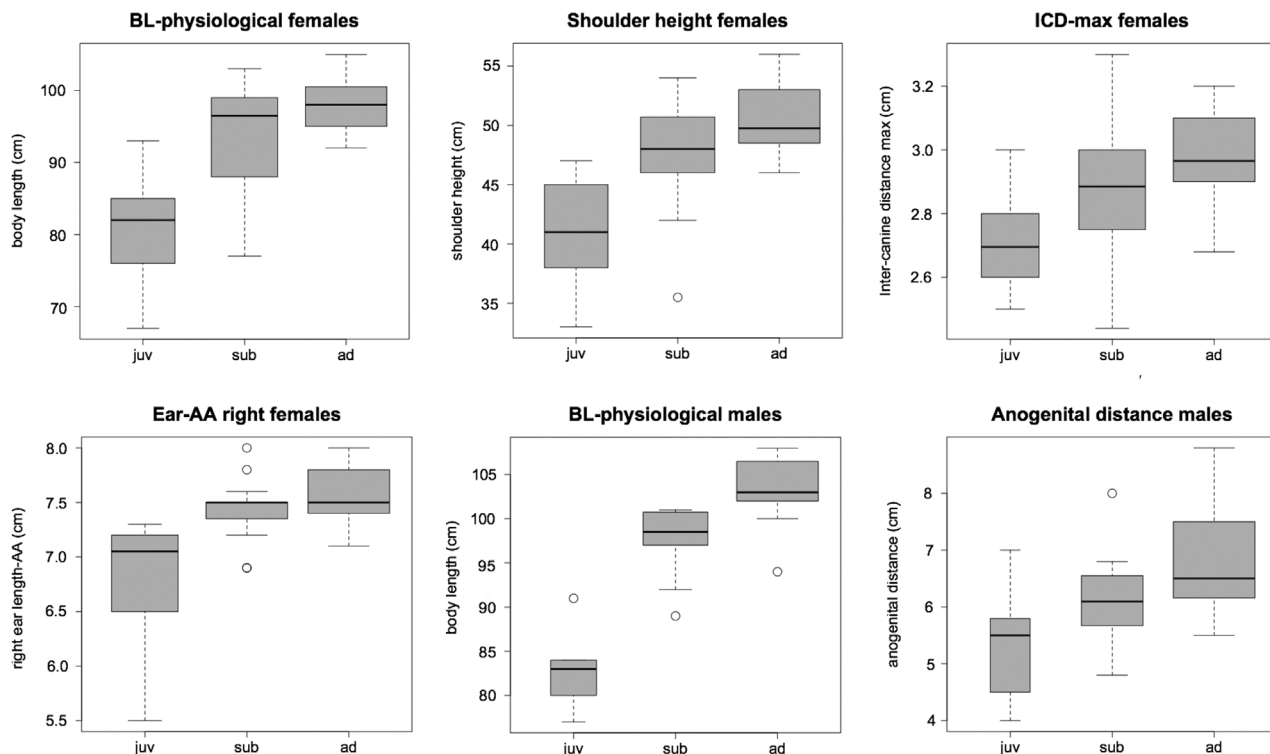 BL-physiological females
body length (cm)
100
90
80
70
juv sub ad
Shoulder height females
shoulder height (cm)
55
50
45
40
35
juv sub ad
ICD-max females
Inter-canine distance max (cm)
3.2
3.0
2.8
2.6
juv sub ad
,
Ear-AA right females
right ear length-AA (cm)
8.0
7.5
7.0
6.5
6.0
5.5
juv sub ad
BL-physiological males
body length (cm)
105
100
95
90
85
80
juv sub ad
Anogenital distance males
anogenital distance (cm)
8
7
6
5
4
juv sub ad